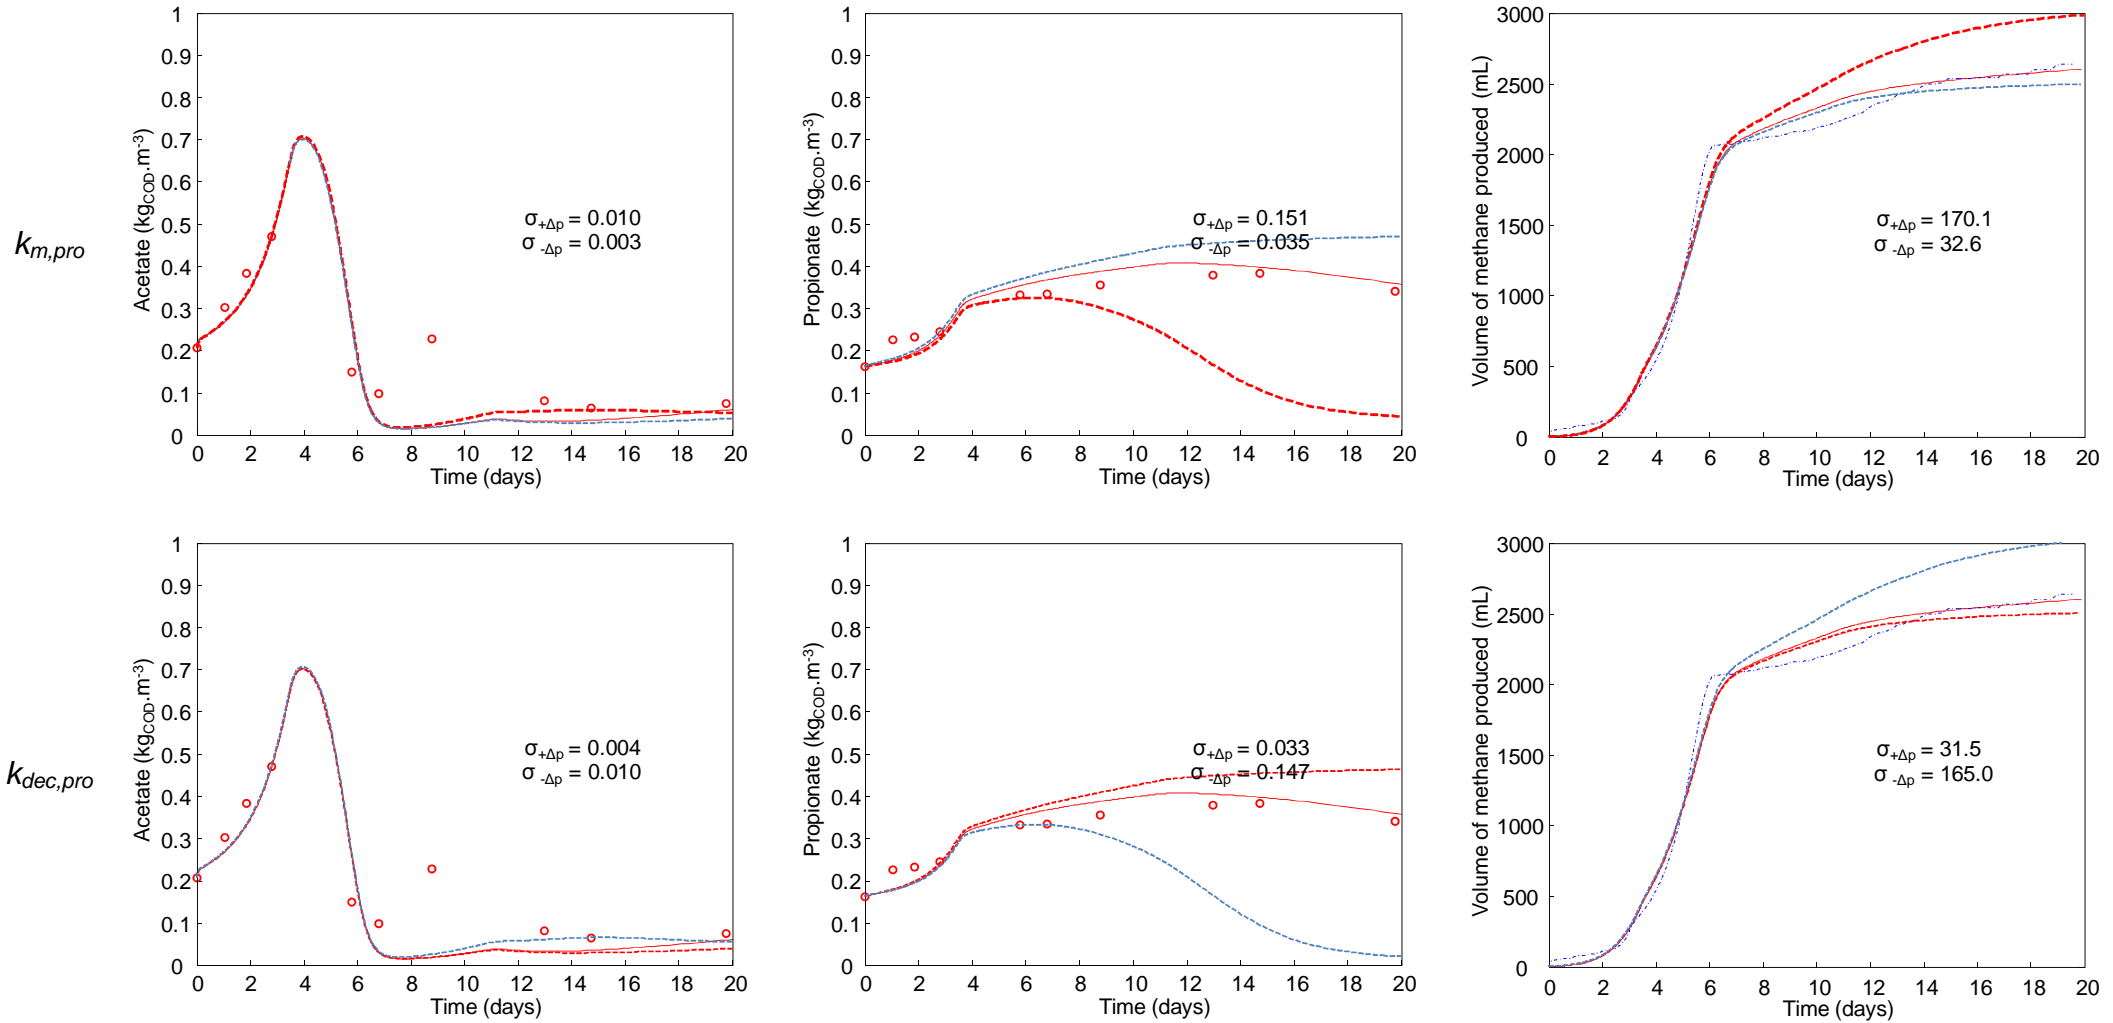 k_m,pro
1
0.9
0.8
0.7
0.6
0.5
0.4
0.3
0.2
0.1
0
Acetate (kg_COD.m^-3)
σ_+Δp = 0.010
σ_-Δp = 0.003
0 2 4 6 8 10 12 14 16 18 20
Time (days)
1
0.9
0.8
0.7
0.6
0.5
0.4
0.3
0.2
0.1
0
Propionate (kg_COD.m^-3)
σ_+Δp = 0.151
σ_-Δp = 0.035
0 2 4 6 8 10 12 14 16 18 20
Time (days)
3000
2500
2000
1500
1000
500
0
Volume of methane produced (mL)
σ_+Δp = 170.1
σ_-Δp = 32.6
0 2 4 6 8 10 12 14 16 18 20
Time (days)
k_dec,pro
1
0.9
0.8
0.7
0.6
0.5
0.4
0.3
0.2
0.1
0
Acetate (kg_COD.m^-3)
σ_+Δp = 0.004
σ_-Δp = 0.010
0 2 4 6 8 10 12 14 16 18 20
Time (days)
1
0.9
0.8
0.7
0.6
0.5
0.4
0.3
0.2
0.1
0
Propionate (kg_COD.m^-3)
σ_+Δp = 0.033
σ_-Δp = 0.147
0 2 4 6 8 10 12 14 16 18 20
Time (days)
3000
2500
2000
1500
1000
500
0
Volume of methane produced (mL)
σ_+Δp = 31.5
σ_-Δp = 165.0
0 2 4 6 8 10 12 14 16 18 20
Time (days)